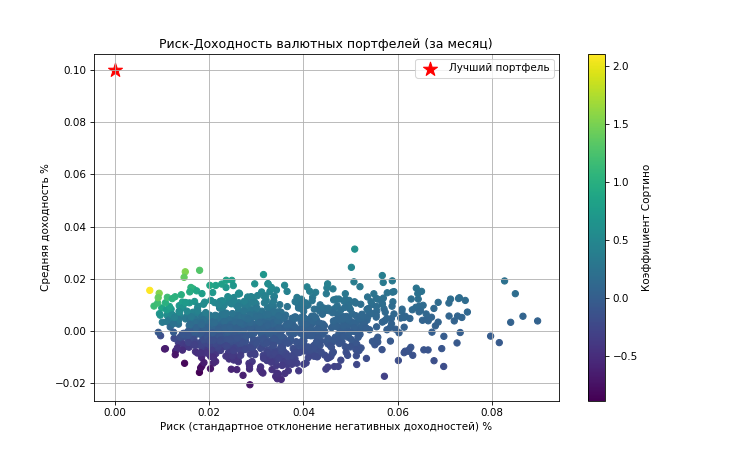 Риск-Доходность валютных портфелей (за месяц)
Лучший портфель
Средняя доходность %
0.10
0.08
0.06
0.04
0.02
0.00
−0.02
0.00 0.02 0.04 0.06 0.08
Риск (стандартное отклонение негативных доходностей) %
2.0
1.5
1.0
0.5
0.0
−0.5
Коэффициент Сортино